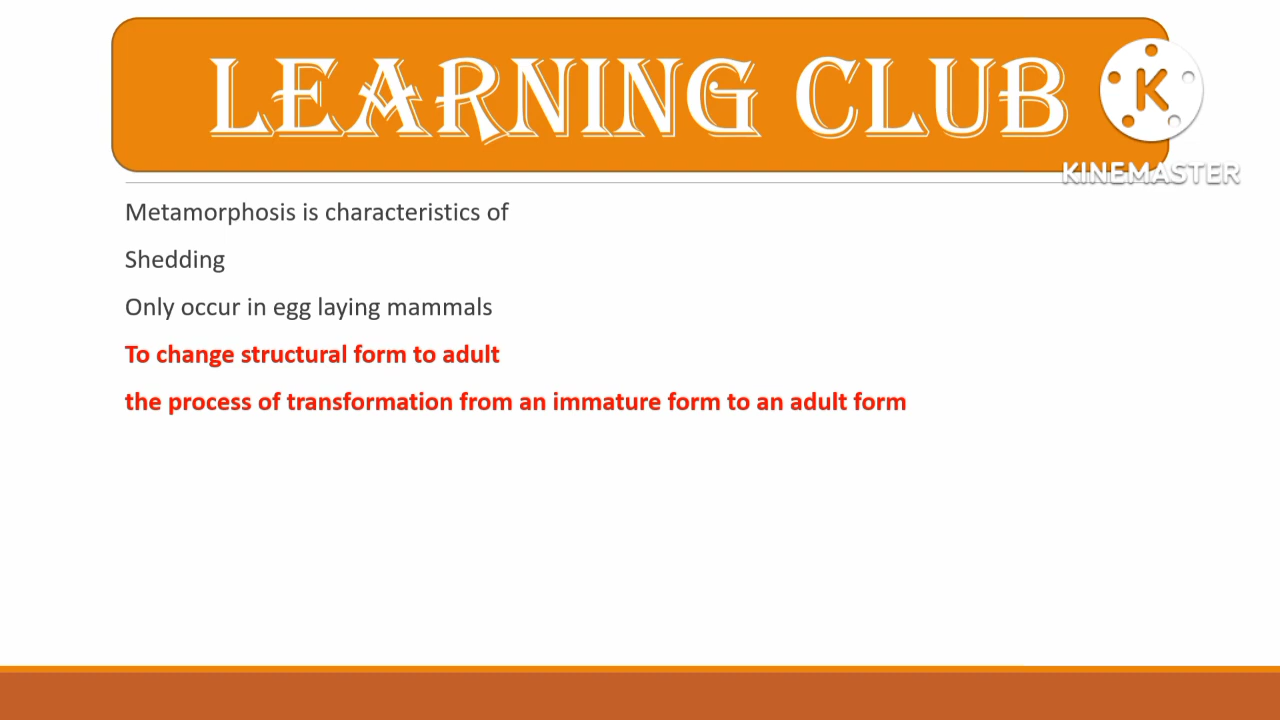 LEARNING CLUB
K
KINEMASTER
Metamorphosis is characteristics of
Shedding
Only occur in egg laying mammals
To change structural form to adult
the process of transformation from an immature form to an adult form